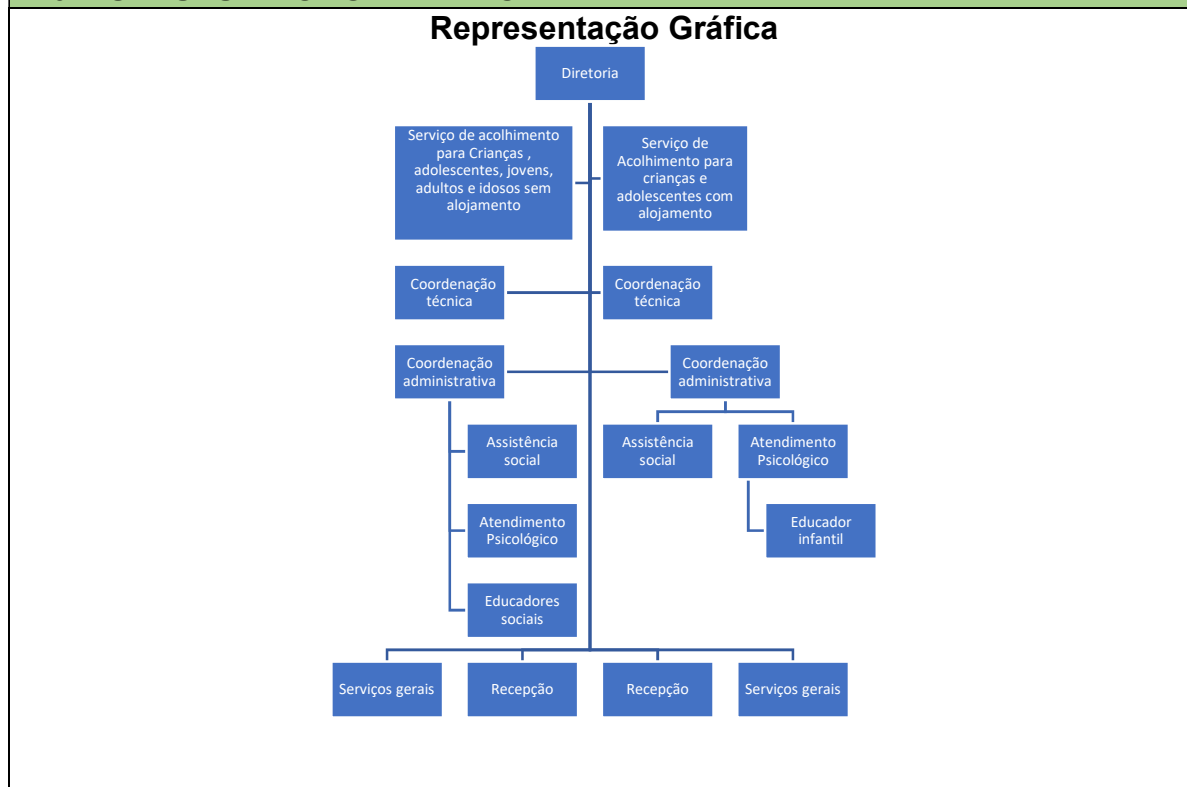 Representação Gráfica
Diretoria
Serviço de acolhimento
para Crianças ,
adolescentes, jovens,
adultos e idosos sem
alojamento
Serviço de
Acolhimento para
crianças e
adolescentes com
alojamento
Coordenação
técnica
Coordenação
técnica
Coordenação
administrativa
Coordenação
administrativa
Assistência
social
Assistência
social
Atendimento
Psicológico
Atendimento
Psicológico
Educador
infantil
Educadores
sociais
Serviços gerais
Recepção
Recepção
Serviços gerais